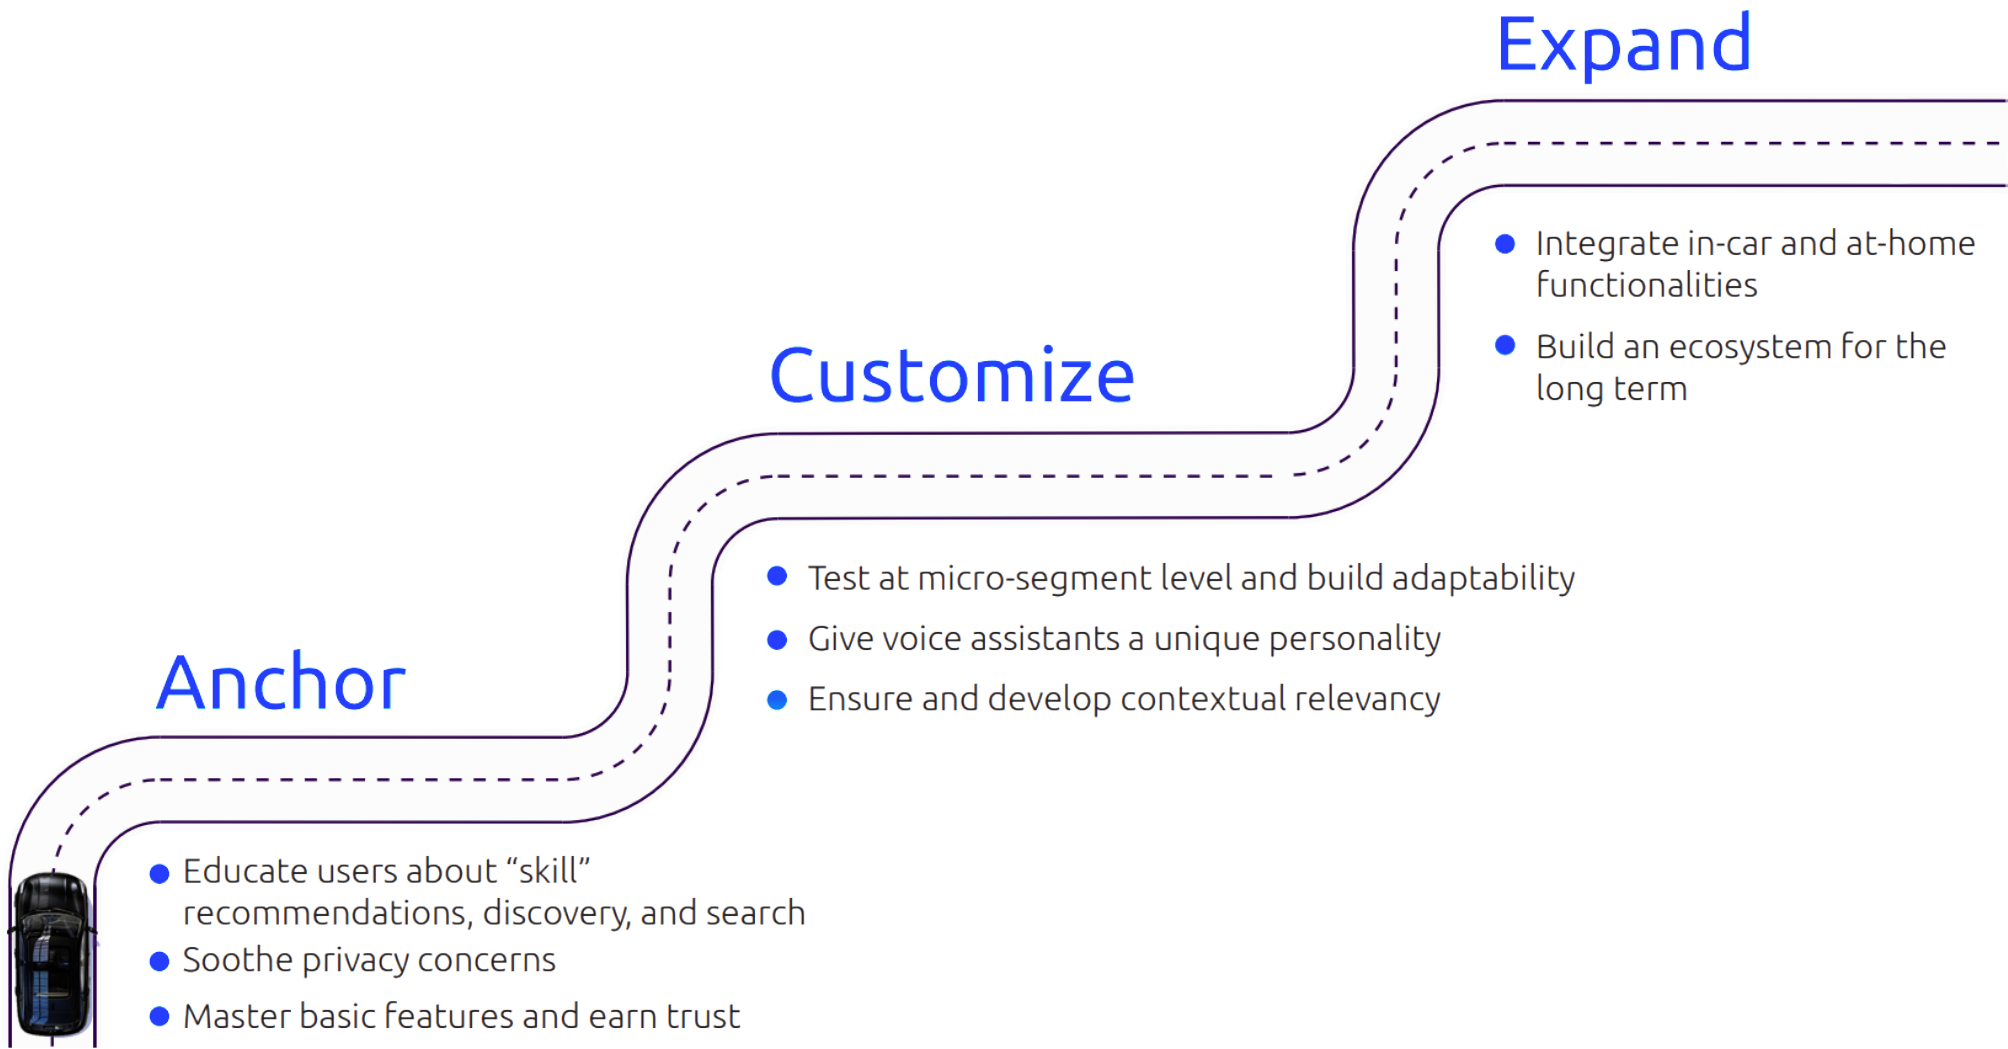 Expand
Integrate in-car and at-home
functionalities
Build an ecosystem for the
long term
Customize
Test at micro-segment level and build adaptability
Give voice assistants a unique personality
Ensure and develop contextual relevancy
Anchor
Educate users about “skill”
recommendations, discovery, and search
Soothe privacy concerns
Master basic features and earn trust